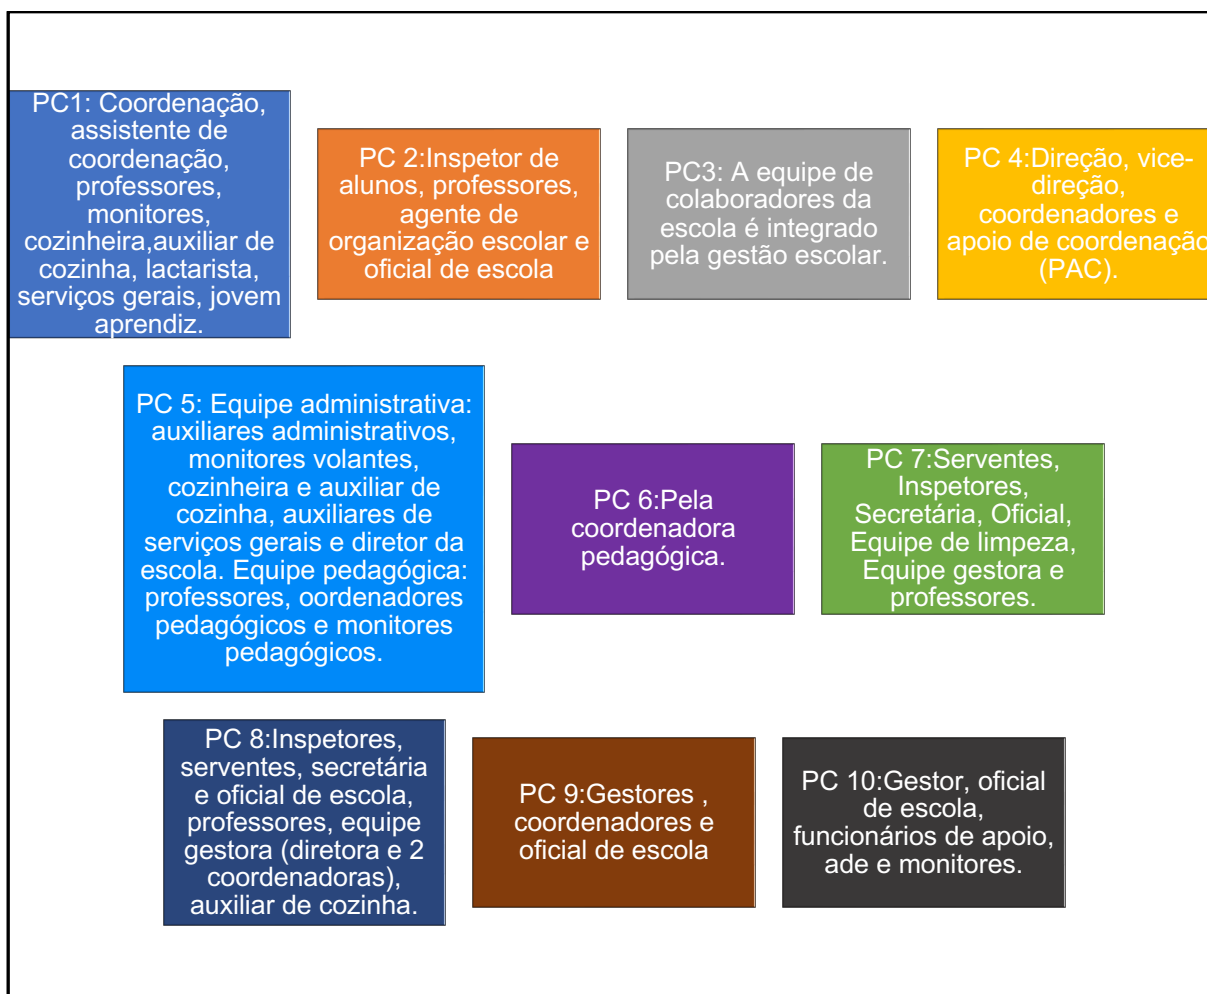 PC1: Coordenação,
assistente de
coordenação,
professores,
monitores,
cozinheira,auxiliar de
cozinha, lactarista,
serviços gerais, jovem
aprendiz.
PC 2:Inspetor de
alunos, professores,
agente de
organização escolar e
oficial de escola
PC3: A equipe de
colaboradores da
escola é integrado
pela gestão escolar.
PC 4:Direção, vice-
direção,
coordenadores e
apoio de coordenação
(PAC).
PC 5: Equipe administrativa:
auxiliares administrativos,
monitores volantes,
cozinheira e auxiliar de
cozinha, auxiliares de
serviços gerais e diretor da
escola. Equipe pedagógica:
professores, oordenadores
pedagógicos e monitores
pedagógicos.
PC 6:Pela
coordenadora
pedagógica.
PC 7:Serventes,
Inspetores,
Secretária, Oficial,
Equipe de limpeza,
Equipe gestora e
professores.
PC 8:Inspetores,
serventes, secretária
e oficial de escola,
professores, equipe
gestora (diretora e 2
coordenadoras),
auxiliar de cozinha.
PC 9:Gestores ,
coordenadores e
oficial de escola
PC 10:Gestor, oficial
de escola,
funcionários de apoio,
ade e monitores.